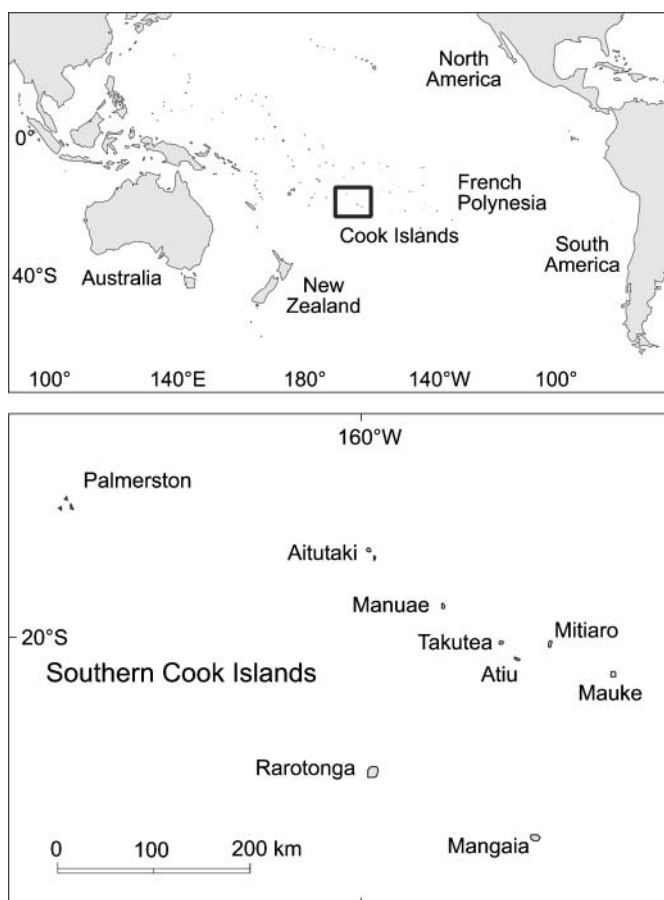 North
America
0°
French
Polynesia
Cook Islands
South
America
40°S
Australia
New
Zealand
100°
140°E
180°
140°W
100°
160°W
Palmerston
Aitutaki
Manuae
20°S
Takutea
Mitiaro
Atiu
Southern Cook Islands
Mauke
Rarotonga
Mangaia
0
100
200 km